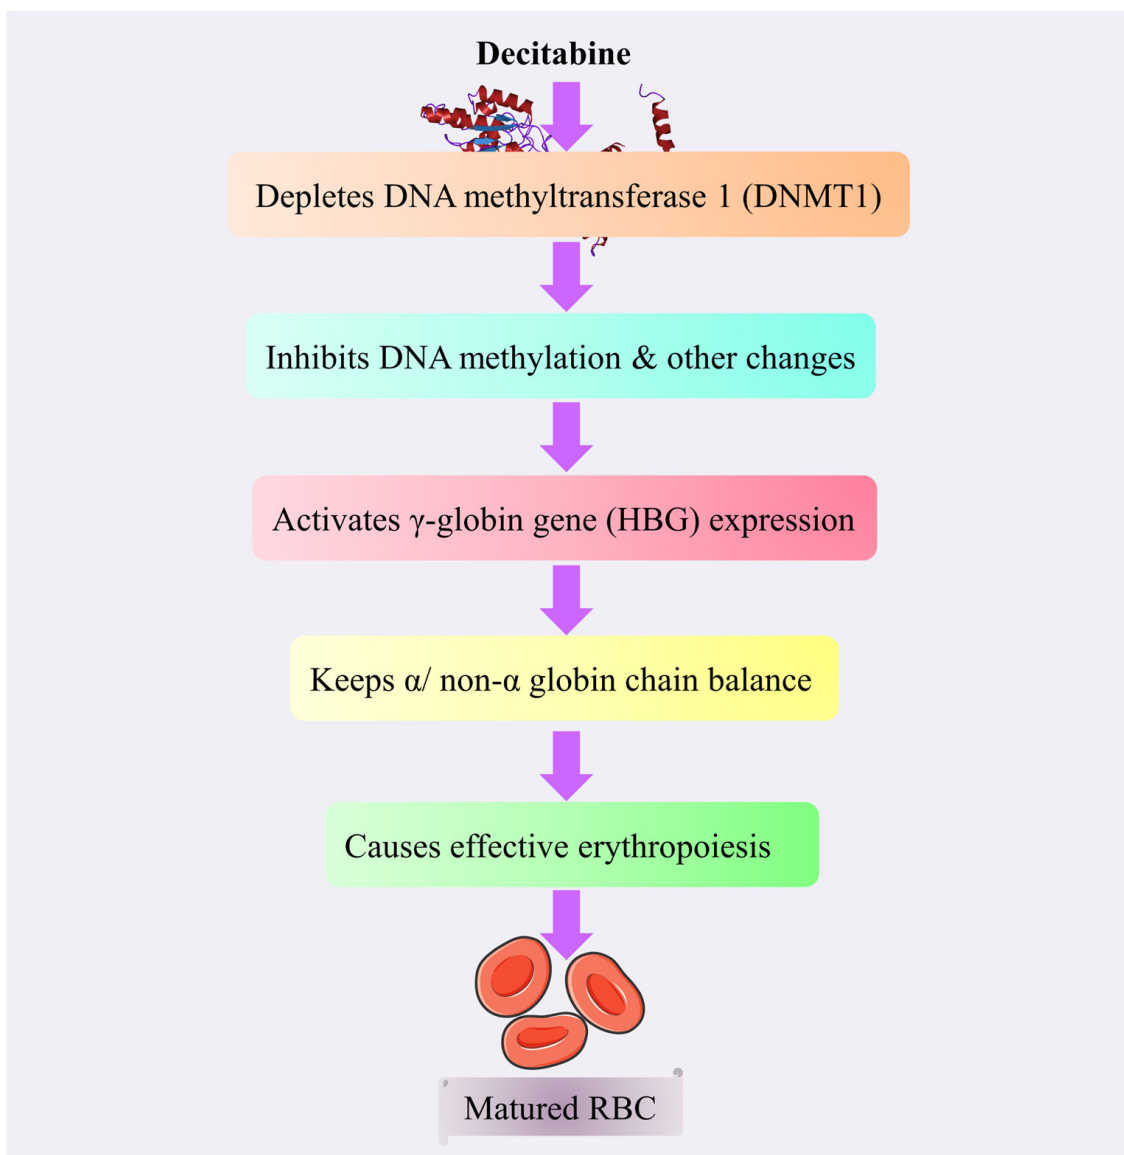 Decitabine
Depletes DNA methyltransferase 1 (DNMT1)
Inhibits DNA methylation & other changes
Activates γ-globin gene (HBG) expression
Keeps α/ non-α globin chain balance
Causes effective erythropoiesis
Matured RBC